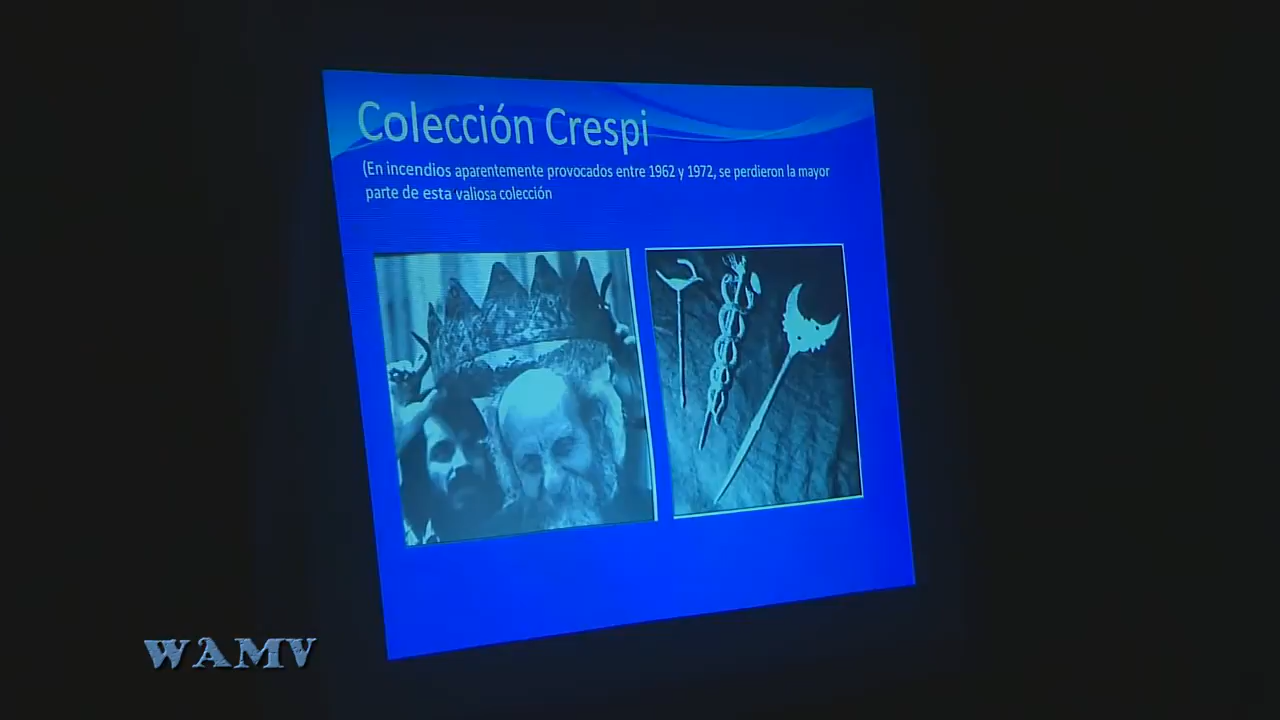 Colección Crespi
(En incendios aparentemente provocados entre 1962 y 1972, se perdieron la mayor
parte de esta valiosa colección
WAMV